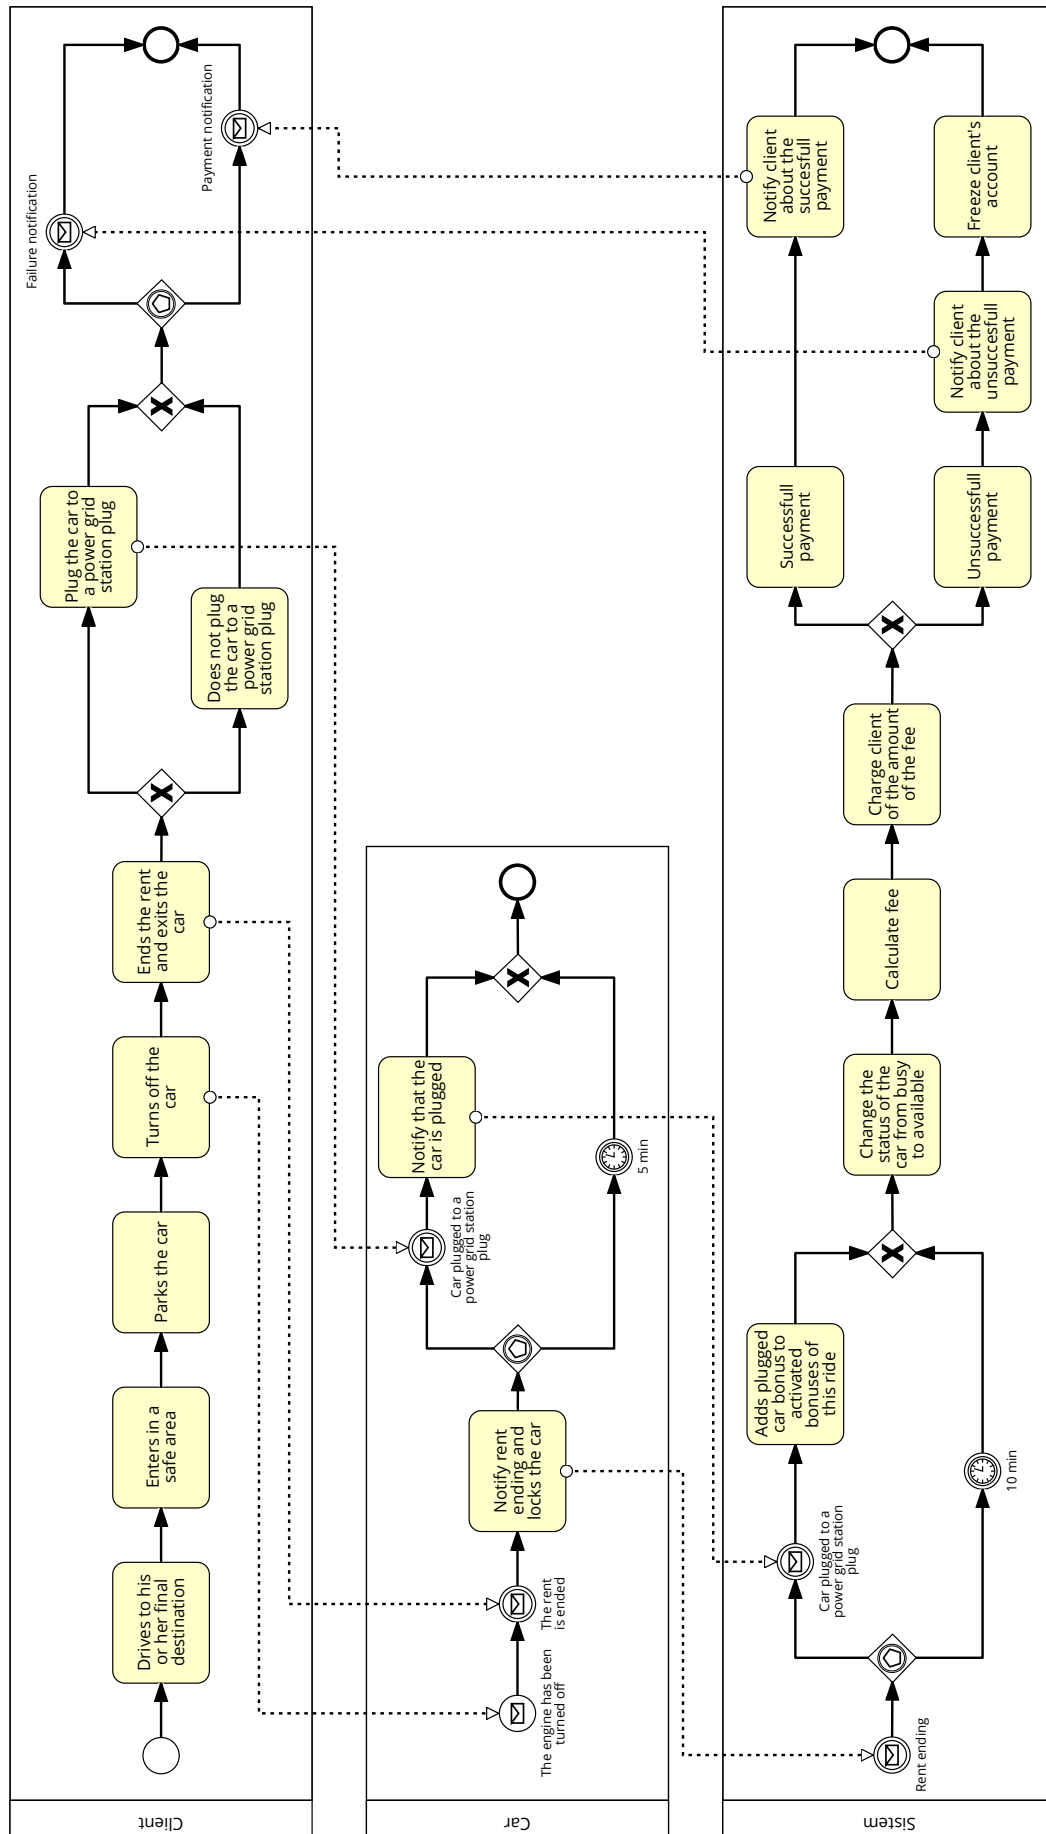 Client
Drives to his
or her final
destination
Enters in a
safe area
Parks the car
Turns off the
car
Ends the rent
and exits the
car
Plug the car to
a power grid
station plug
Does not plug
the car to a
power grid
station plug
Failure notification
Payment notification
Car
The engine has been
turned off
The rent
is ended
Notify rent
ending and
locks the car
Car plugged to a
power grid station
plug
Notify that the
car is plugged
5 min
Sistem
Rent ending
Car plugged to a
power grid station
plug
Adds plugged
car bonus to
activated
bonuses of
this ride
10 min
Change the
status of the
car from busy
to available
Calculate fee
Charge client
of the amount
of the fee
Successfull
payment
Notify client
about the
succesfull
payment
Unsuccessfull
payment
Notify client
about the
unsuccesfull
payment
Freeze client's
account